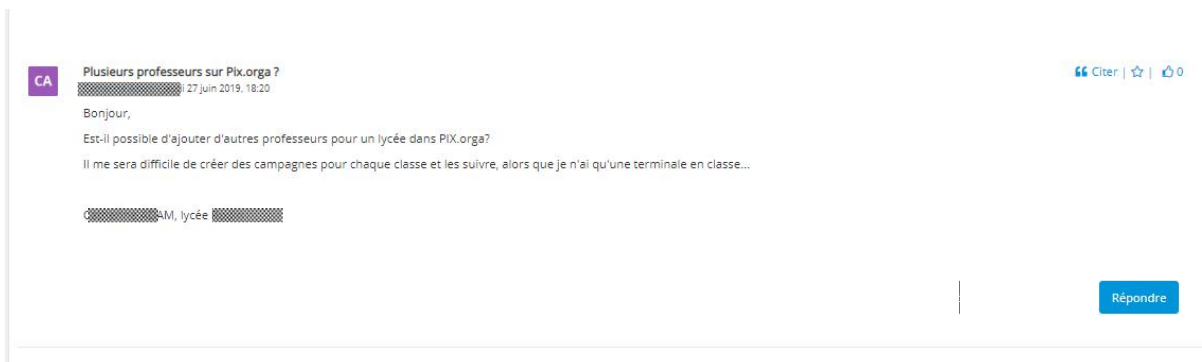 CA
Plusieurs professeurs sur Pix.orga ?
Citer | | 0
27 juin 2019, 18:20
Bonjour,
Est-il possible d'ajouter d'autres professeurs pour un lycée dans PIX.orga?
Il me sera difficile de créer des campagnes pour chaque classe et les suivre, alors que je n'ai qu'une terminale en classe...
AM, lycée
Répondre